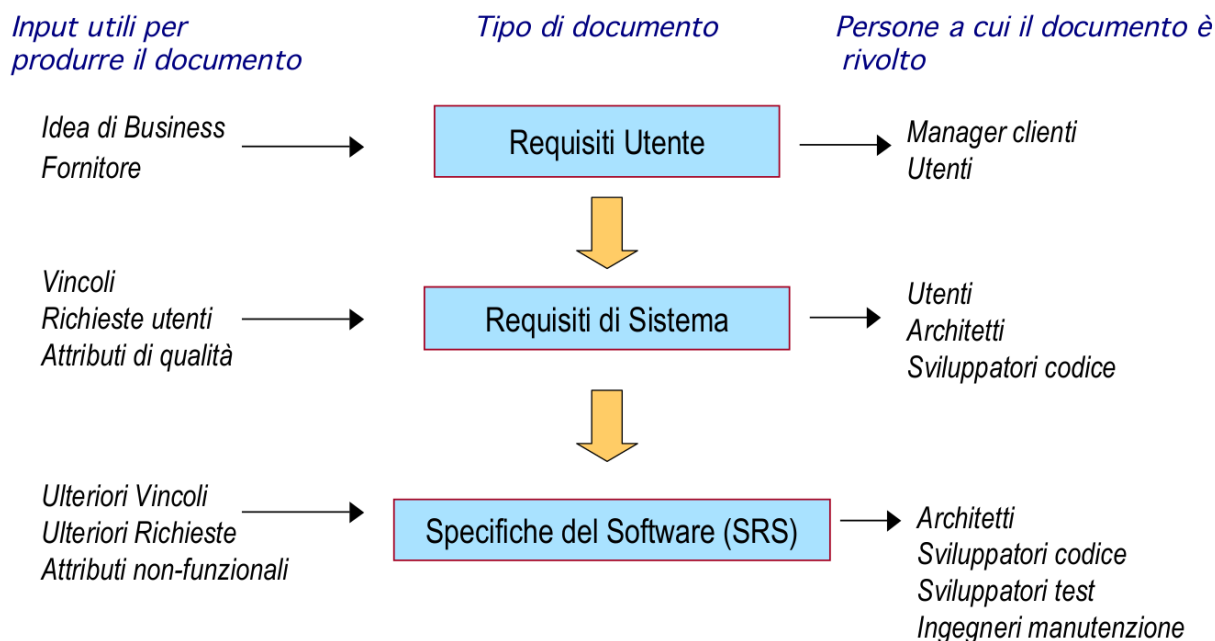 Input utili per
produrre il documento
Tipo di documento
Persone a cui il documento è
rivolto
Idea di Business
Fornitore
Requisiti Utente
Manager clienti
Utenti
Vincoli
Richieste utenti
Attributi di qualità
Requisiti di Sistema
Utenti
Architetti
Sviluppatori codice
Ulteriori Vincoli
Ulteriori Richieste
Attributi non-funzionali
Specifiche del Software (SRS)
Architetti
Sviluppatori codice
Sviluppatori test
Ingegneri manutenzione